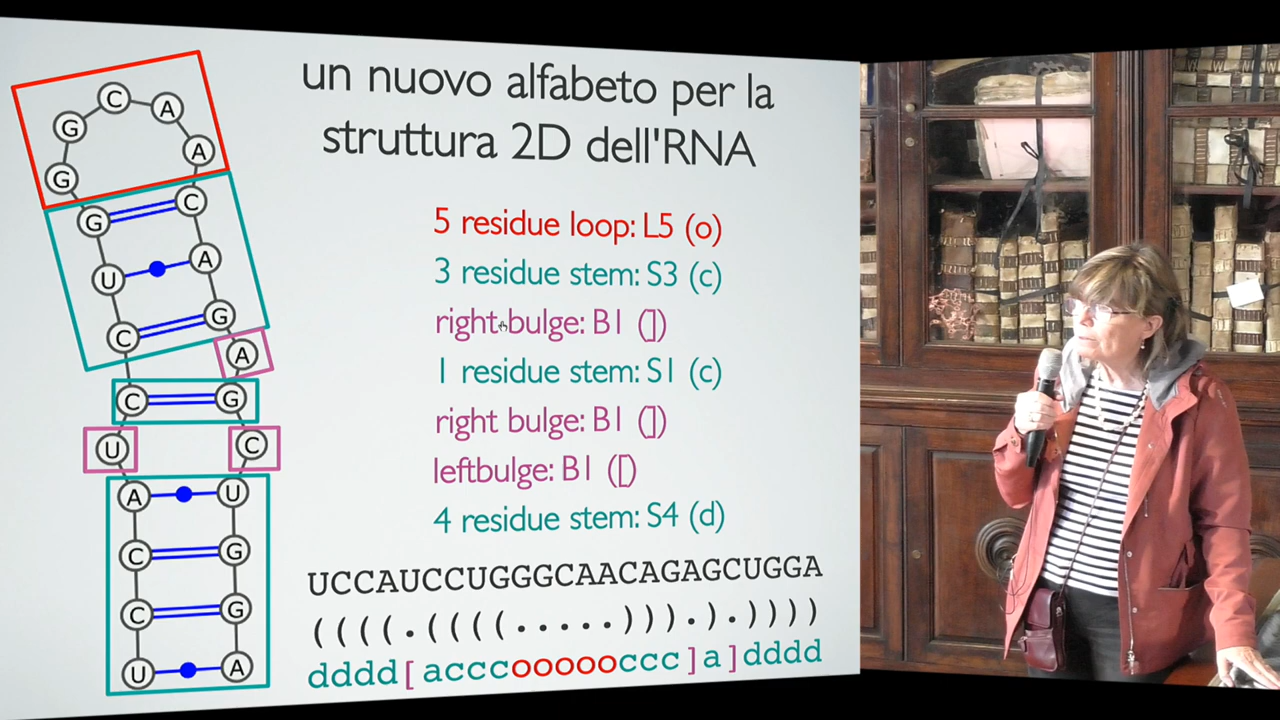 un nuovo alfabeto per la
struttura 2D dell'RNA
C A
G A
G
G C
U A
C G
A
C G
U C
A U
C G
C G
U A
5 residue loop: L5 (o)
3 residue stem: S3 (c)
right bulge: B1 (])
1 residue stem: S1 (c)
right bulge: B1 (])
leftbulge: B1 ([)
4 residue stem: S4 (d)
UCCAUCCUGGGCAACAGAGCUGGA
((((.((((.....))).).))))
dddd[acccoooooccc]a]dddd